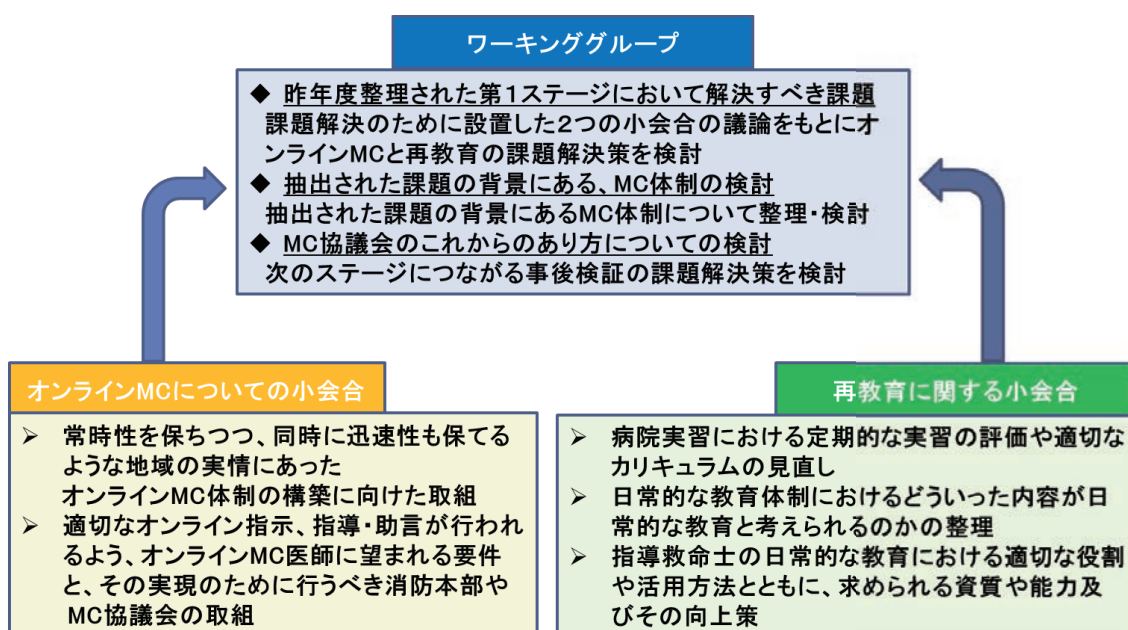 ワーキンググループ
◆ 昨年度整理された第1ステージにおいて解決すべき課題
課題解決のために設置した2つの小会合の議論をもとにオ
ンラインMCと再教育の課題解決策を検討
◆ 抽出された課題の背景にある、MC体制の検討
抽出された課題の背景にあるMC体制について整理・検討
◆ MC協議会のこれからのあり方についての検討
次のステージにつながる事後検証の課題解決策を検討
オンラインMCについての小会合
➢ 常時性を保ちつつ、同時に迅速性も保てる
ような地域の実情にあった
オンラインMC体制の構築に向けた取組
➢ 適切なオンライン指示、指導・助言が行われ
るよう、オンラインMC医師に望まれる要件
と、その実現のために行うべき消防本部や
MC協議会の取組
再教育に関する小会合
➢ 病院実習における定期的な実習の評価や適切な
カリキュラムの見直し
➢ 日常的な教育体制におけるどういった内容が日
常的な教育と考えられるのかの整理
➢ 指導救命士の日常的な教育における適切な役割
や活用方法とともに、求められる資質や能力及
びその向上策